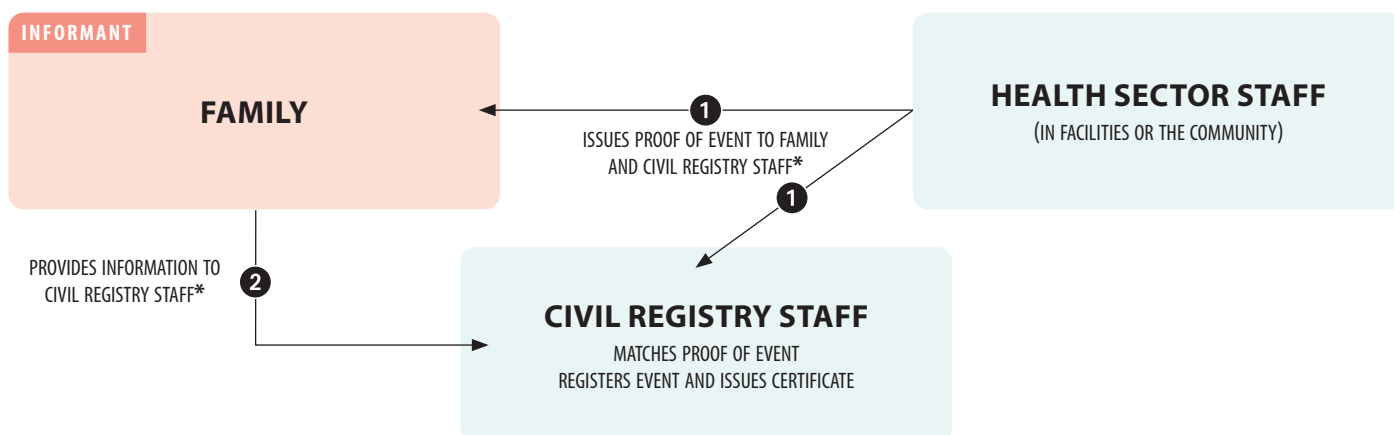 INFORMANT
FAMILY
HEALTH SECTOR STAFF
(IN FACILITIES OR THE COMMUNITY)
1
ISSUES PROOF OF EVENT TO FAMILY
AND CIVIL REGISTRY STAFF*
1
PROVIDES INFORMATION TO
CIVIL REGISTRY STAFF*
2
CIVIL REGISTRY STAFF
MATCHES PROOF OF EVENT
REGISTERS EVENT AND ISSUES CERTIFICATE